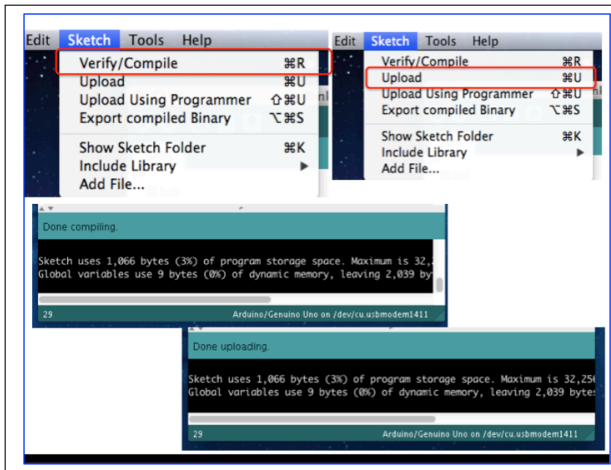 Edit Sketch Tools Help
Verify/Compile ⌘R
Upload ⌘U
Upload Using Programmer ⇧⌘U
Export compiled Binary ⌥⌘S
Show Sketch Folder ⌘K
Include Library ▶
Add File...
Edit Sketch Tools Help
Verify/Compile ⌘R
Upload ⌘U
Upload Using Programmer ⇧⌘U
Export compiled Binary ⌥⌘S
Show Sketch Folder ⌘K
Include Library ▶
Add File...
Done compiling.
Sketch uses 1,066 bytes (3%) of program storage space. Maximum is 32,
Global variables use 9 bytes (0%) of dynamic memory, leaving 2,039 by
29 Arduino/Genuino Uno on /dev/cu.usbmodem1411
Done uploading.
Sketch uses 1,066 bytes (3%) of program storage space. Maximum is 32,256
Global variables use 9 bytes (0%) of dynamic memory, leaving 2,039 bytes
29 Arduino/Genuino Uno on /dev/cu.usbmodem1411